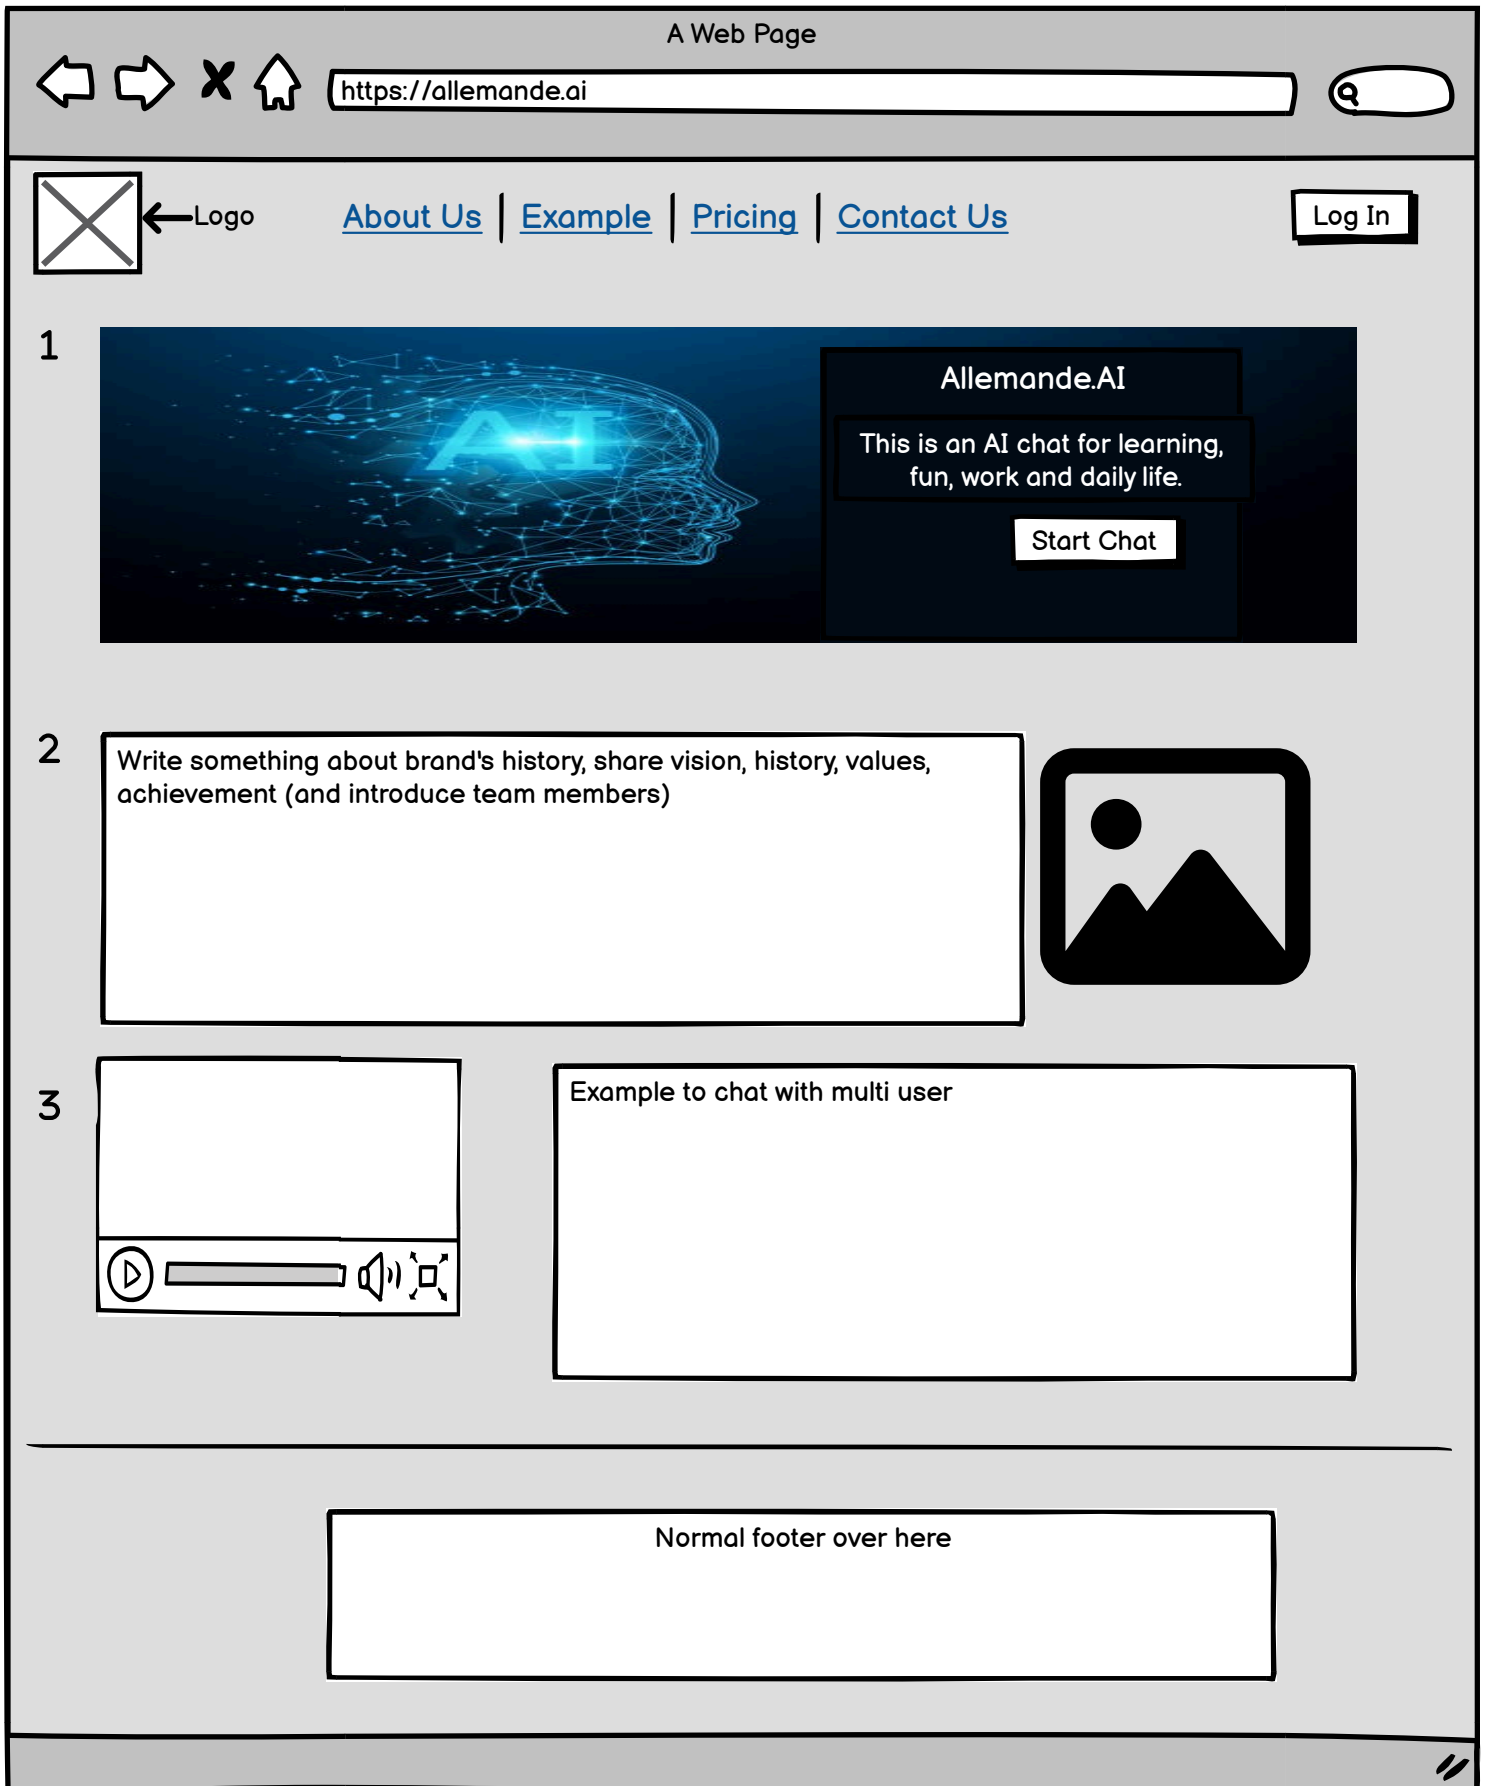 A Web Page
https://allemande.ai
Logo
About Us
Example
Pricing
Contact Us
Log In
1
AI
Allemande.AI
This is an AI chat for learning,
fun, work and daily life.
Start Chat
2
Write something about brand's history, share vision, history, values,
achievement (and introduce team members)
3
Example to chat with multi user
Normal footer over here